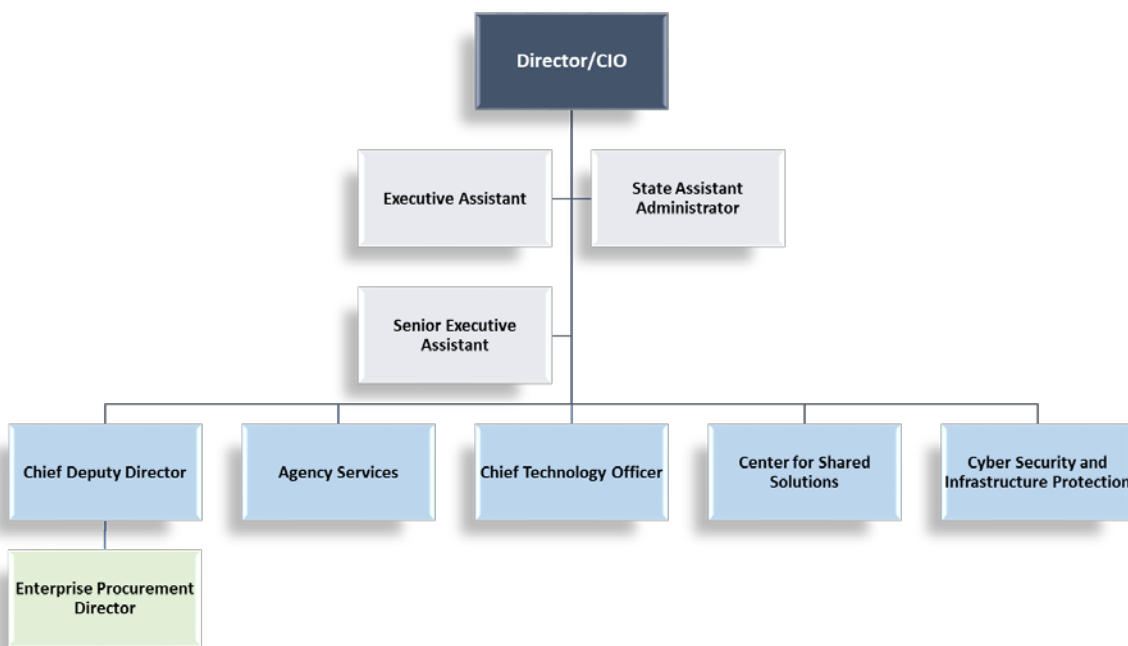 Director/CIO
Executive Assistant
State Assistant
Administrator
Senior Executive
Assistant
Chief Deputy Director
Agency Services
Chief Technology Officer
Center for Shared
Solutions
Cyber Security and
Infrastructure Protection
Enterprise Procurement
Director